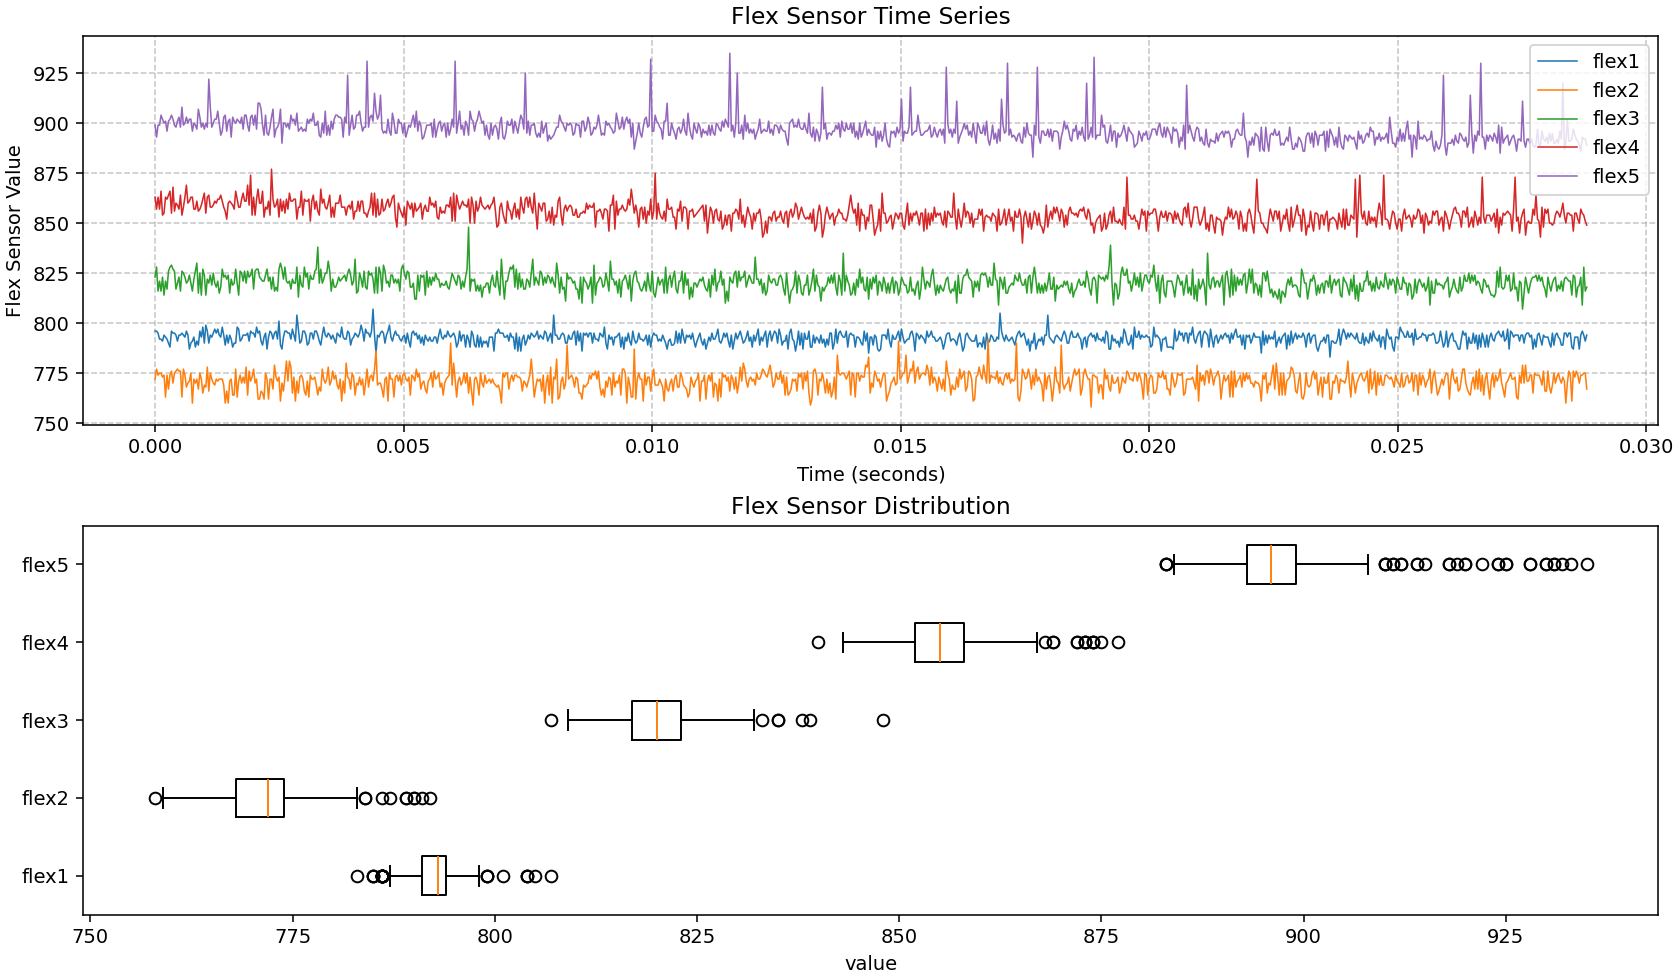 Flex Sensor Time Series
Flex Sensor Value
925
900
875
850
825
800
775
750
flex1
flex2
flex3
flex4
flex5
0.000 0.005 0.010 0.015 0.020 0.025 0.030
Time (seconds)
Flex Sensor Distribution
flex5
flex4
flex3
flex2
flex1
750 775 800 825 850 875 900 925
value